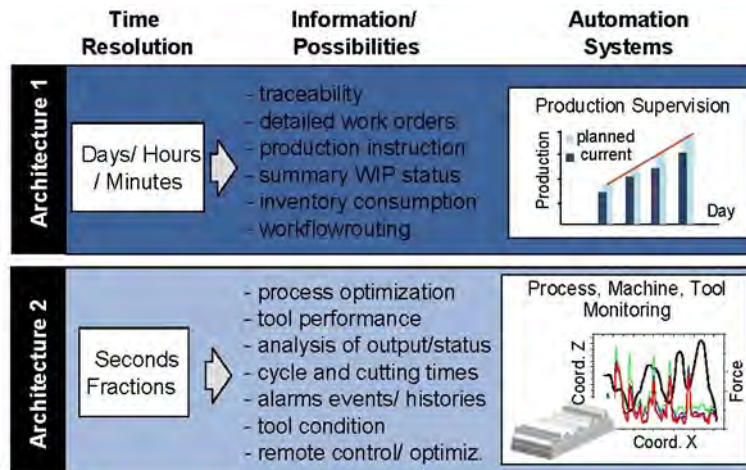 Time
Resolution
Information/
Possibilities
Automation
Systems
Architecture 1
Days/ Hours
/ Minutes
- traceability
- detailed work orders
- production instruction
- summary WIP status
- inventory consumption
- workflowrouting
Production Supervision
Production
planned
current
Day
Architecture 2
Seconds
Fractions
- process optimization
- tool performance
- analysis of output/status
- cycle and cutting times
- alarms events/ histories
- tool condition
- remote control/ optimiz.
Process, Machine, Tool
Monitoring
Coord. Z
Force
Coord. X